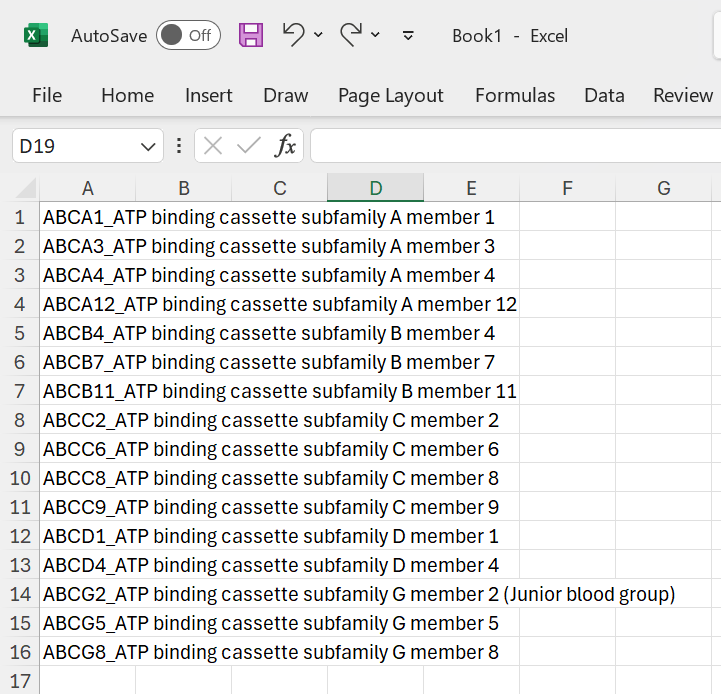 AutoSave Off Book1 - Excel
File Home Insert Draw Page Layout Formulas Data Review
D19 fx
A B C D E F G
1 ABCA1_ATP binding cassette subfamily A member 1
2 ABCA3_ATP binding cassette subfamily A member 3
3 ABCA4_ATP binding cassette subfamily A member 4
4 ABCA12_ATP binding cassette subfamily A member 12
5 ABCB4_ATP binding cassette subfamily B member 4
6 ABCB7_ATP binding cassette subfamily B member 7
7 ABCB11_ATP binding cassette subfamily B member 11
8 ABCC2_ATP binding cassette subfamily C member 2
9 ABCC6_ATP binding cassette subfamily C member 6
10 ABCC8_ATP binding cassette subfamily C member 8
11 ABCC9_ATP binding cassette subfamily C member 9
12 ABCD1_ATP binding cassette subfamily D member 1
13 ABCD4_ATP binding cassette subfamily D member 4
14 ABCG2_ATP binding cassette subfamily G member 2 (Junior blood group)
15 ABCG5_ATP binding cassette subfamily G member 5
16 ABCG8_ATP binding cassette subfamily G member 8
17